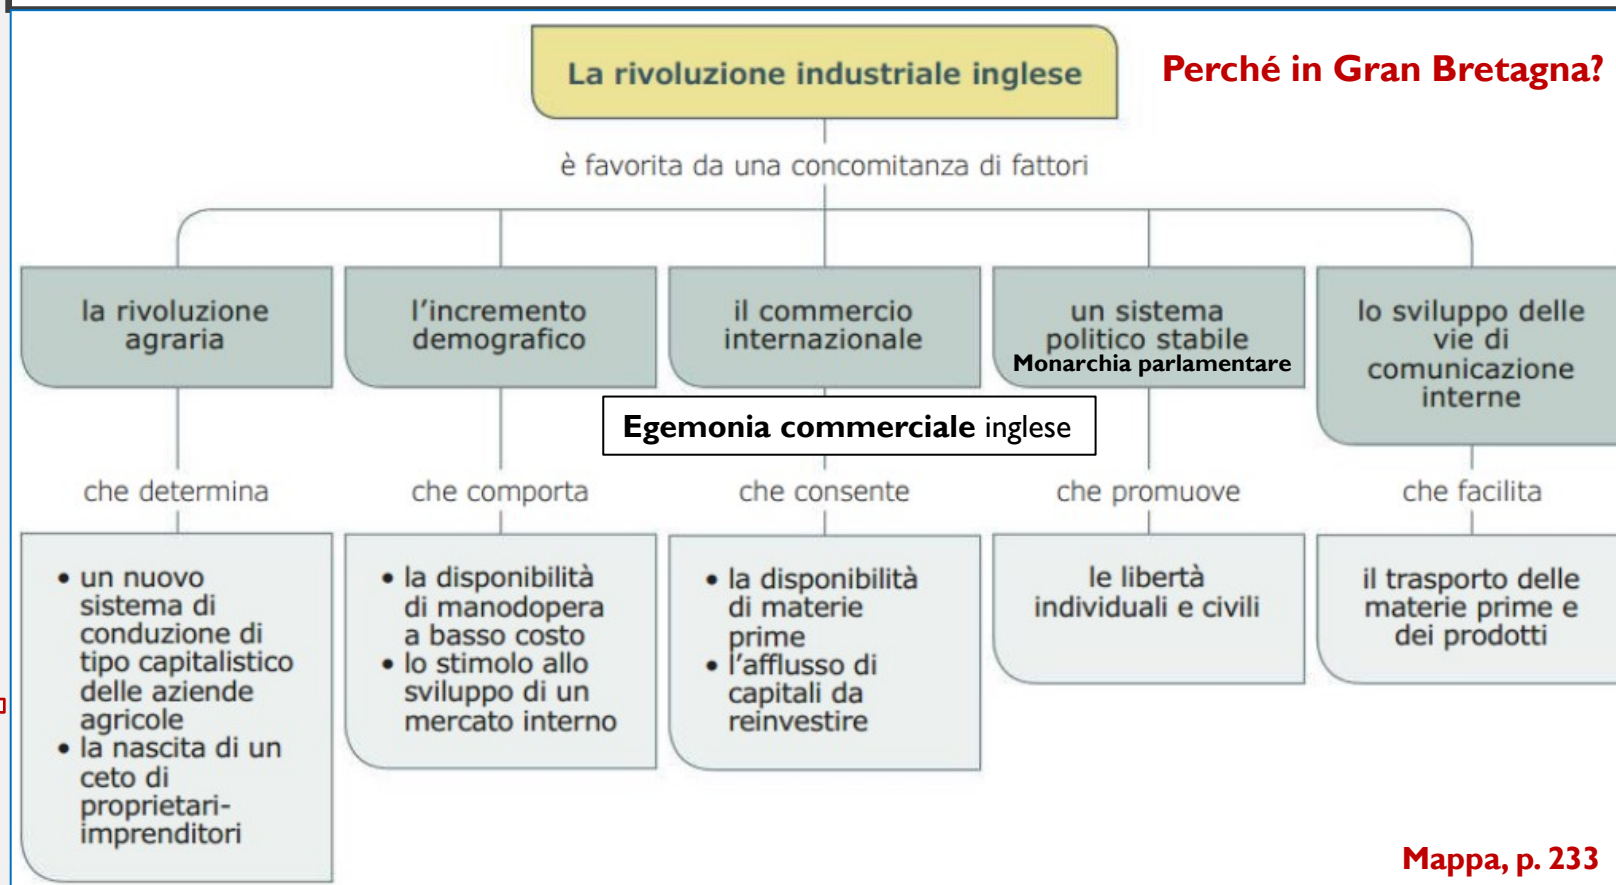 La rivoluzione industriale inglese
Perché in Gran Bretagna?
è favorita da una concomitanza di fattori
la rivoluzione
agraria
l'incremento
demografico
il commercio
internazionale
un sistema
politico stabile
Monarchia parlamentare
lo sviluppo delle
vie di
comunicazione
interne
Egemonia commerciale inglese
che determina
che comporta
che consente
che promuove
che facilita
• un nuovo
sistema di
conduzione di
tipo capitalistico
delle aziende
agricole
• la nascita di un
ceto di
proprietari-
imprenditori
• la disponibilità
di manodopera
a basso costo
• lo stimolo allo
sviluppo di un
mercato interno
• la disponibilità
di materie
prime
• l'afflusso di
capitali da
reinvestire
le libertà
individuali e civili
il trasporto delle
materie prime e
dei prodotti
Mappa, p. 233